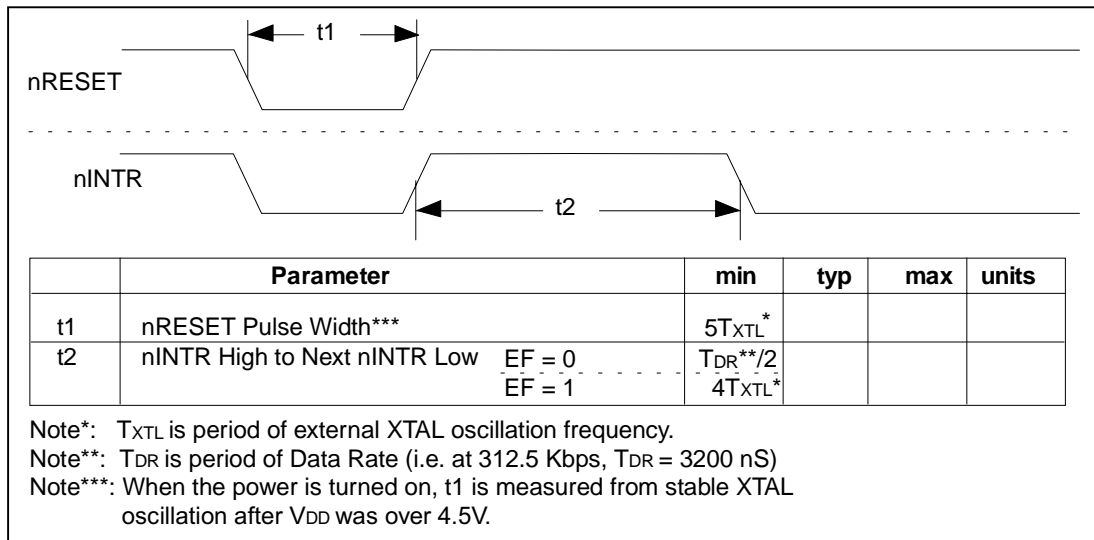 t1
nRESET
nINTR
t2
Parameter min typ max units
t1 nRESET Pulse Width*** 5TXTL*
t2 nINTR High to Next nINTR Low EF = 0 TDR**/2
EF = 1 4TXTL*
Note*: TXTL is period of external XTAL oscillation frequency.
Note**: TDR is period of Data Rate (i.e. at 312.5 Kbps, TDR = 3200 nS)
Note***: When the power is turned on, t1 is measured from stable XTAL
oscillation after VDD was over 4.5V.